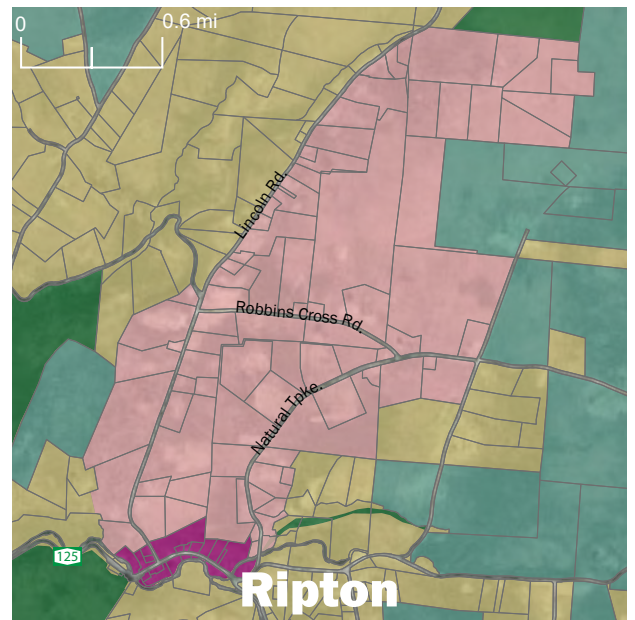 0 0.6 mi
Lincoln Rd.
Robbins Cross Rd.
Natural Tpke.
125
Ripton